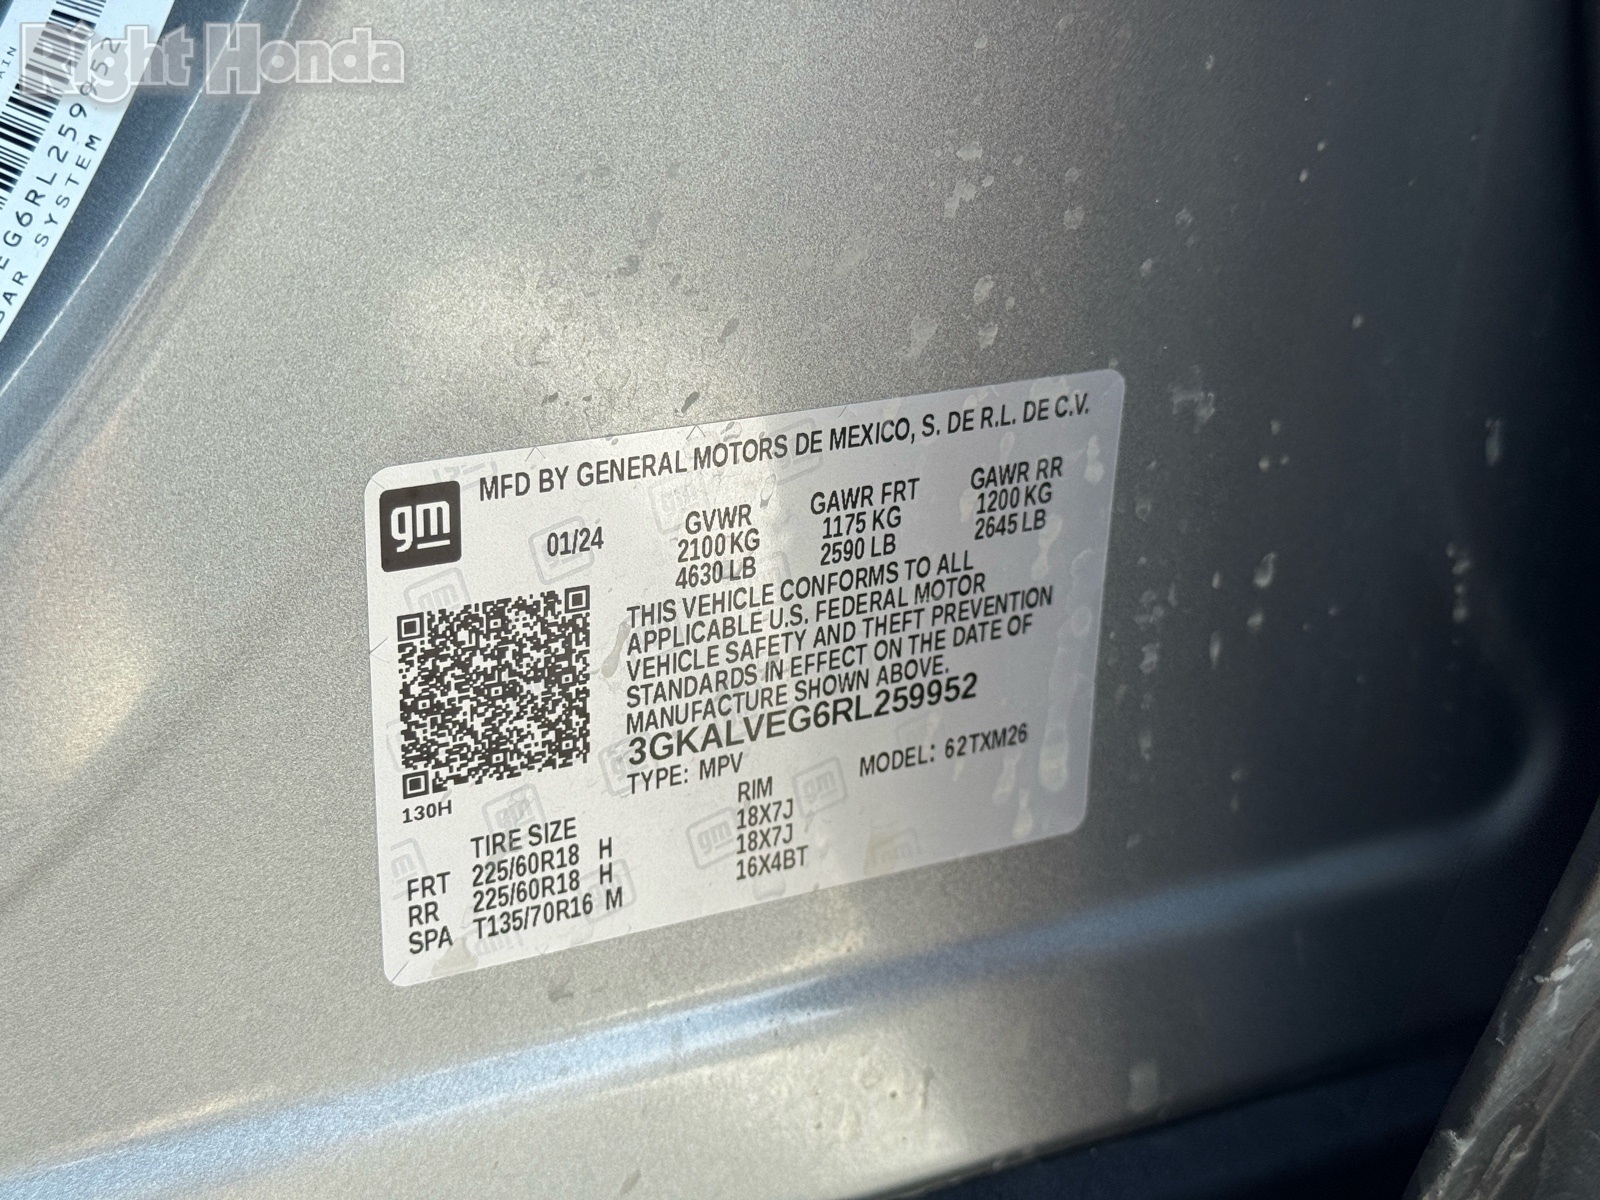 Right Honda
EG6RL259952
BAR SYSTEM
gm
MFD BY GENERAL MOTORS DE MEXICO, S. DE R.L. DE C.V.
01/24
GVWR GAWR FRT GAWR RR
2100 KG 1175 KG 1200 KG
4630 LB 2590 LB 2645 LB
THIS VEHICLE CONFORMS TO ALL
APPLICABLE U.S. FEDERAL MOTOR
VEHICLE SAFETY AND THEFT PREVENTION
STANDARDS IN EFFECT ON THE DATE OF
MANUFACTURE SHOWN ABOVE.
3GKALVEG6RL259952
TYPE: MPV MODEL: 62TXM26
130H
TIRE SIZE RIM
FRT 225/60R18 H 18X7J
RR 225/60R18 H 18X7J
SPA T135/70R16 M 16X4BT